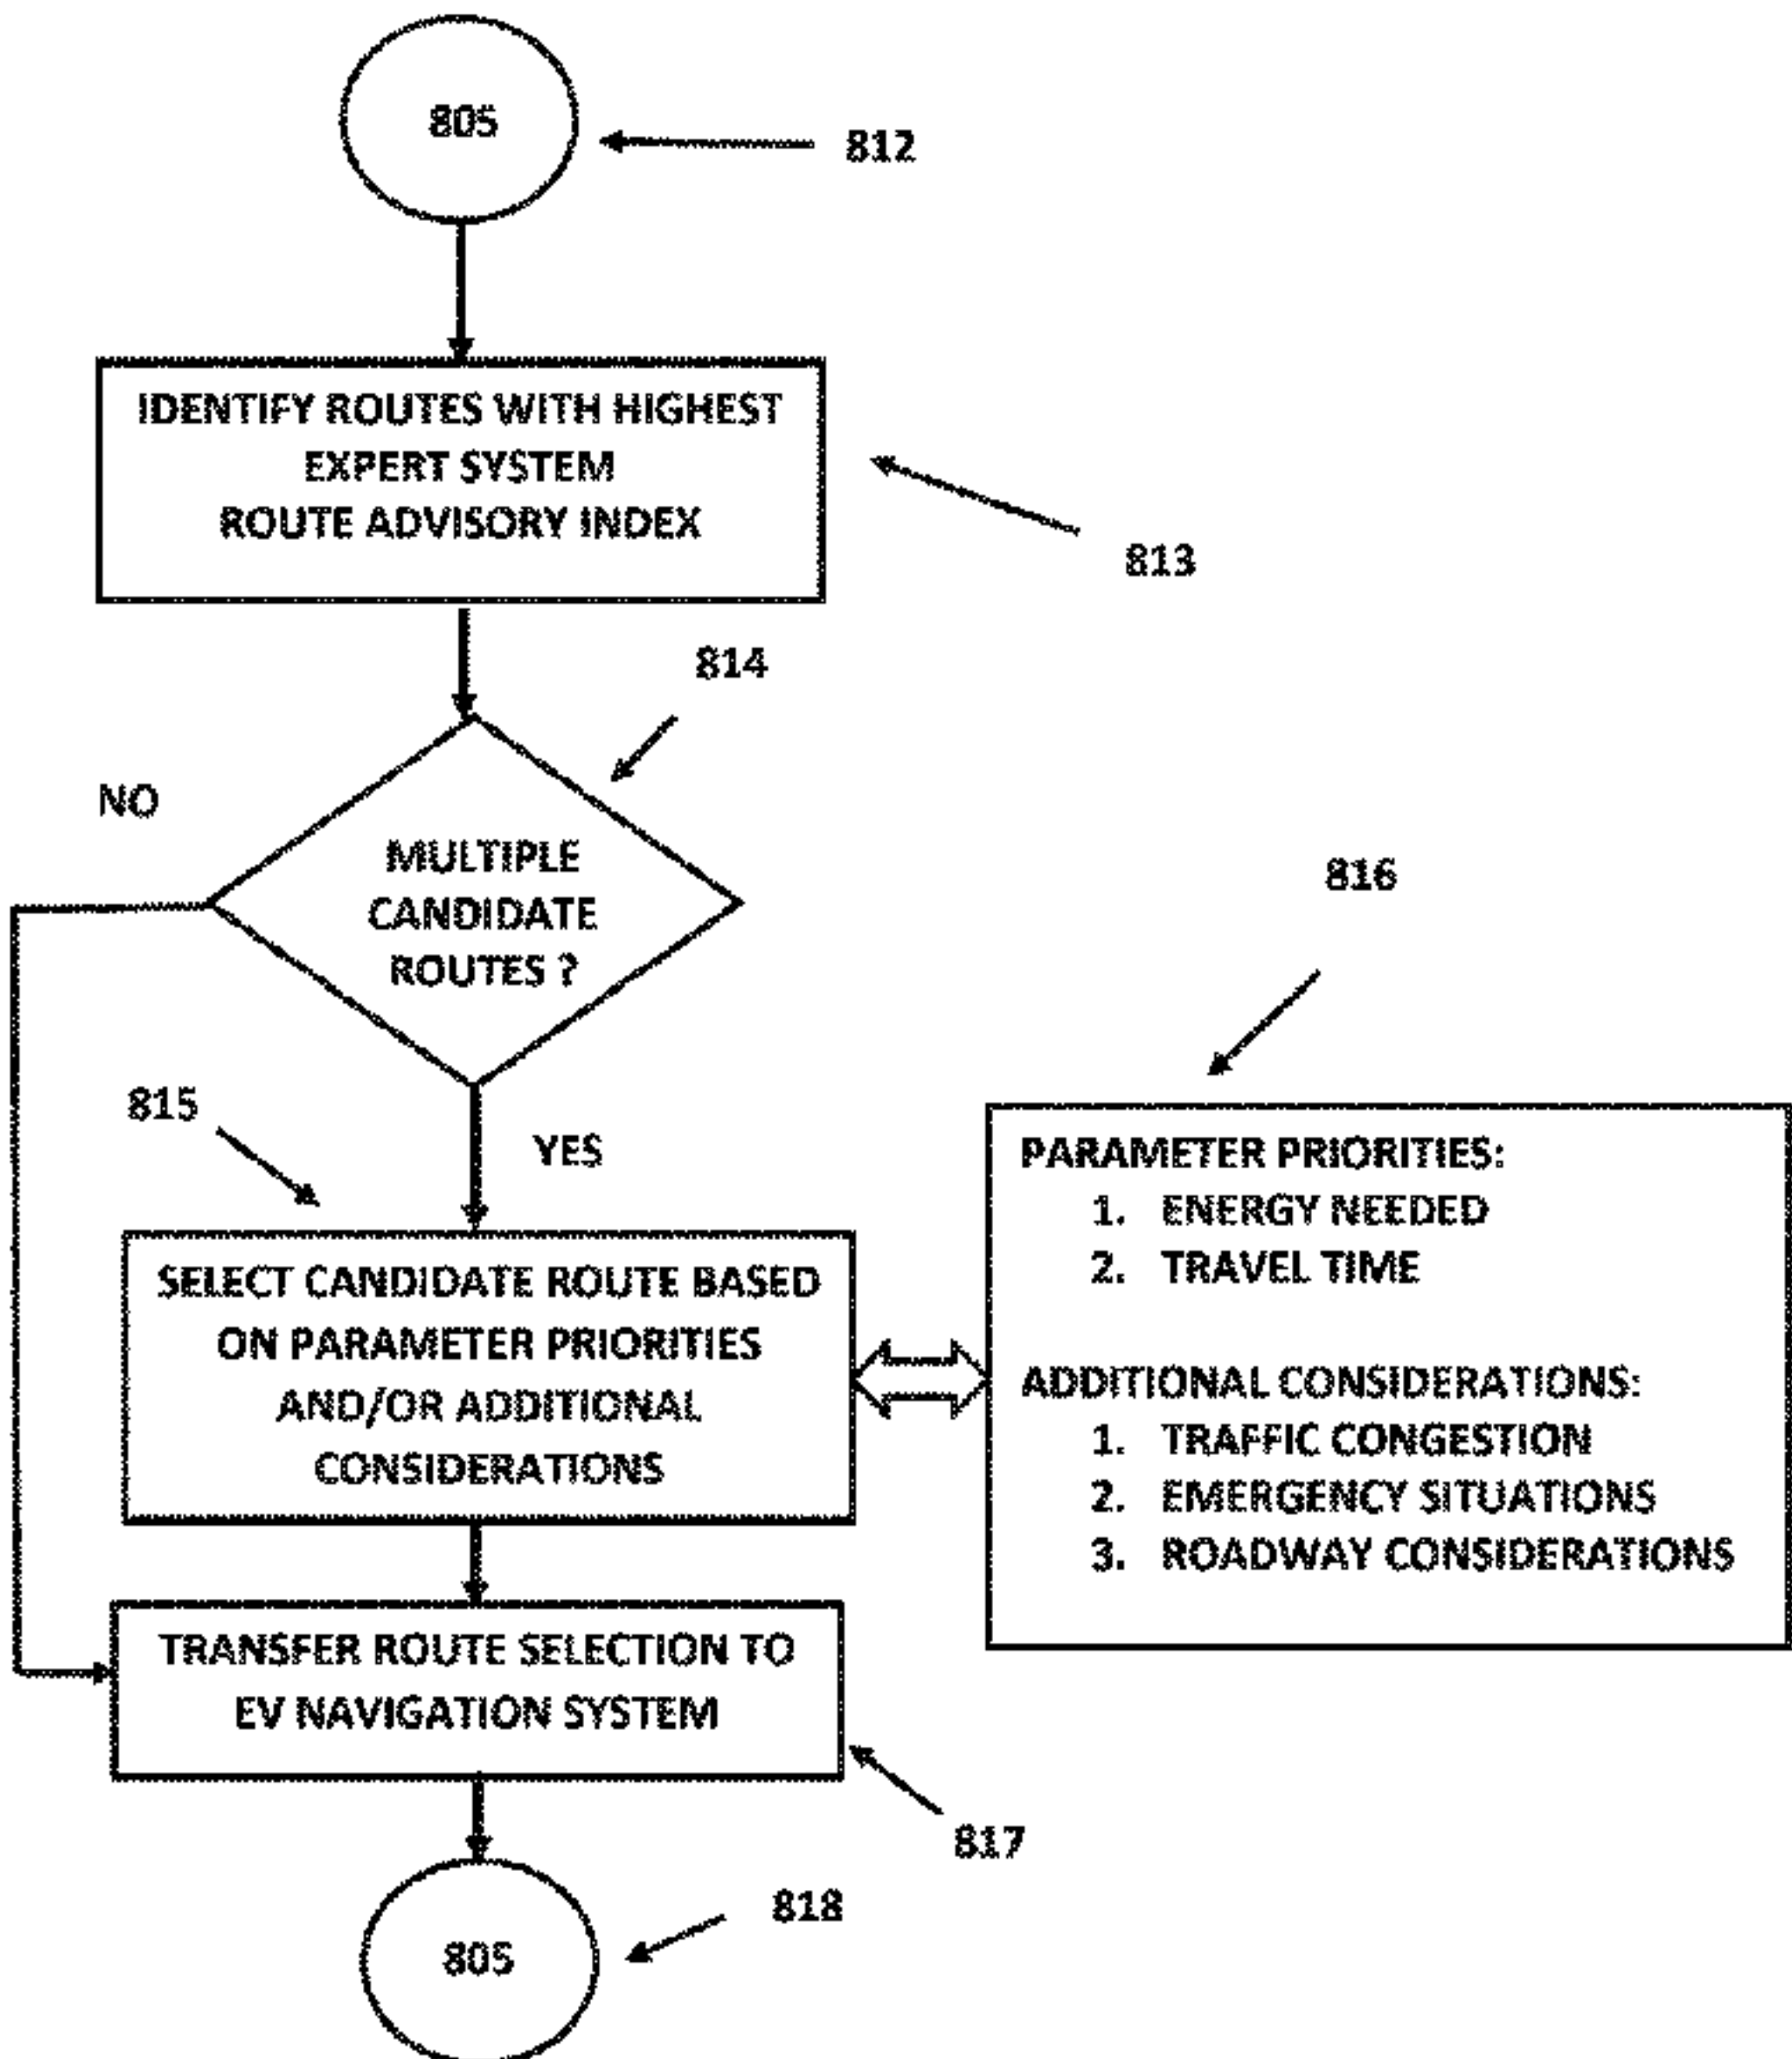 805
812
IDENTIFY ROUTES WITH HIGHEST
EXPERT SYSTEM
ROUTE ADVISORY INDEX
813
814
NO
MULTIPLE
CANDIDATE
ROUTES ?
816
815
YES
PARAMETER PRIORITIES:
1. ENERGY NEEDED
2. TRAVEL TIME
ADDITIONAL CONSIDERATIONS:
1. TRAFFIC CONGESTION
2. EMERGENCY SITUATIONS
3. ROADWAY CONSIDERATIONS
SELECT CANDIDATE ROUTE BASED
ON PARAMETER PRIORITIES
AND/OR ADDITIONAL
CONSIDERATIONS
TRANSFER ROUTE SELECTION TO
EV NAVIGATION SYSTEM
817
818
805